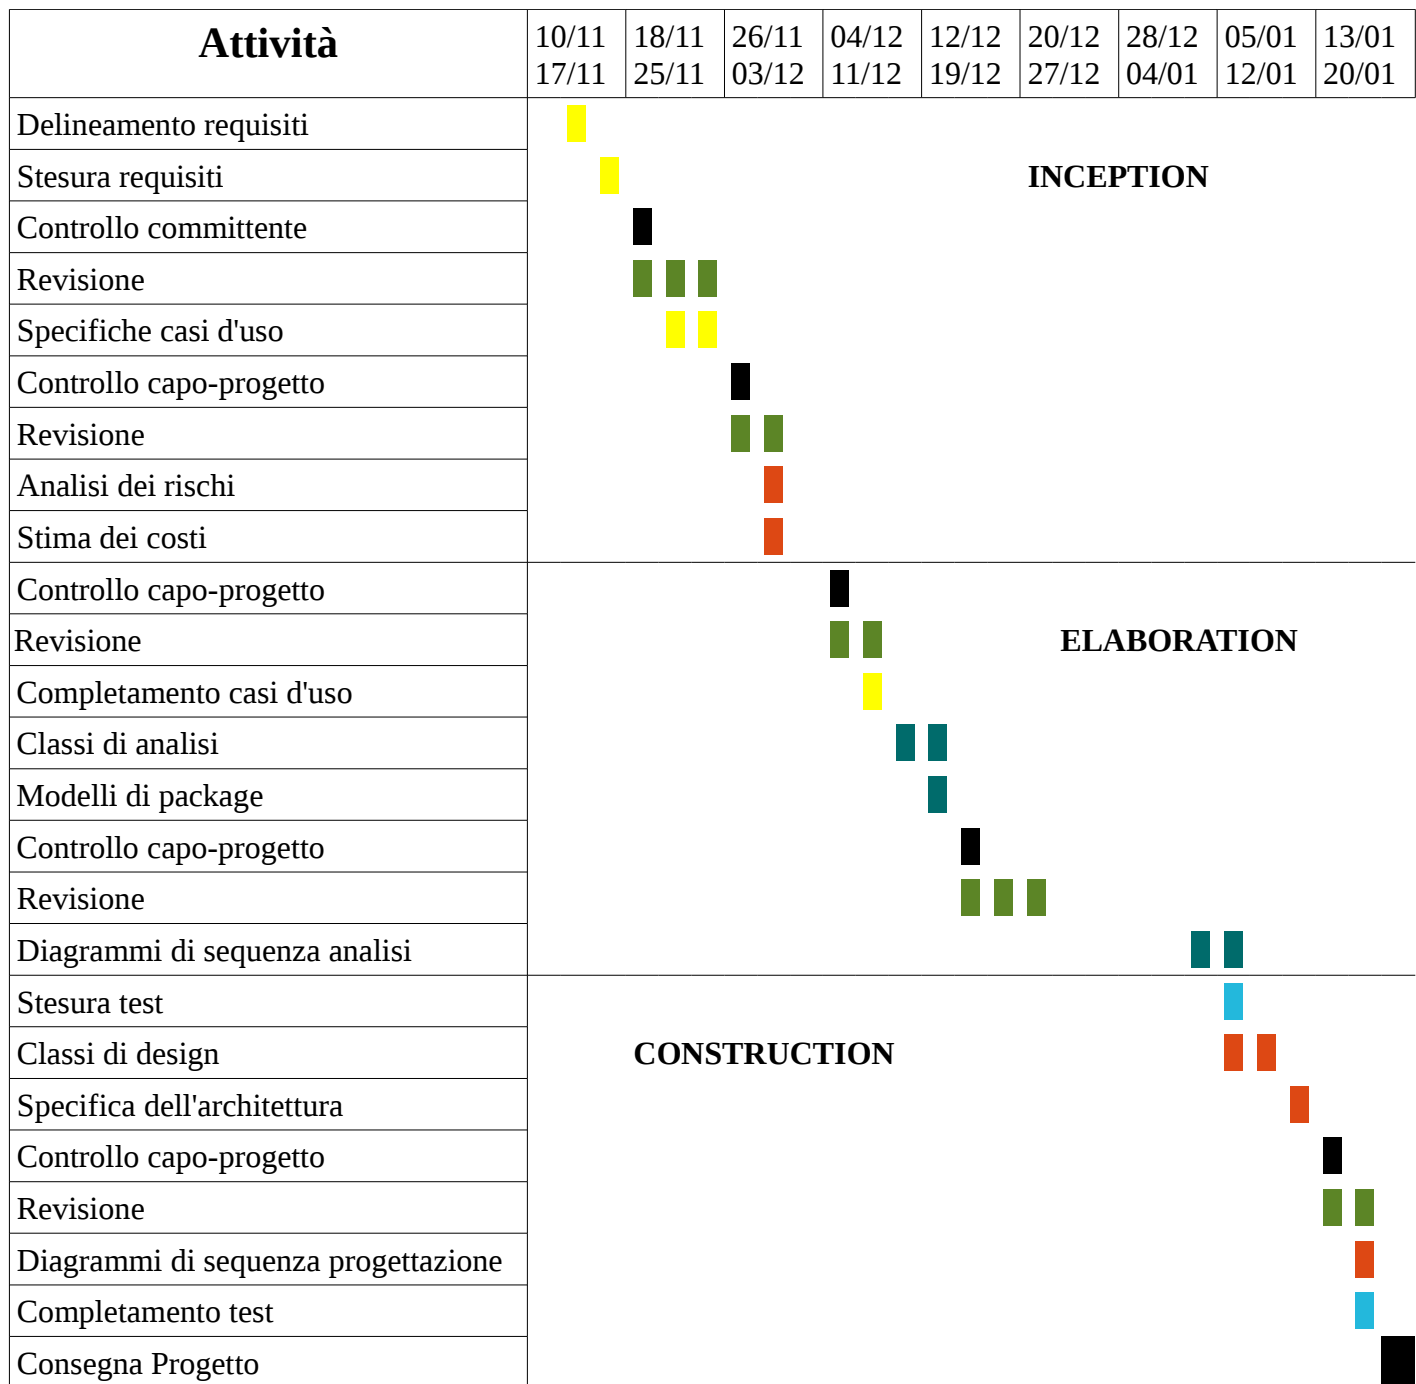 Attività 10/11 18/11 26/11 04/12 12/12 20/12 28/12 05/01 13/01
17/11 25/11 03/12 11/12 19/12 27/12 04/01 12/01 20/01
Delineamento requisiti
Stesura requisiti INCEPTION
Controllo committente
Revisione
Specifiche casi d'uso
Controllo capo-progetto
Revisione
Analisi dei rischi
Stima dei costi
Controllo capo-progetto
Revisione ELABORATION
Completamento casi d'uso
Classi di analisi
Modelli di package
Controllo capo-progetto
Revisione
Diagrammi di sequenza analisi
Stesura test
Classi di design CONSTRUCTION
Specifica dell'architettura
Controllo capo-progetto
Revisione
Diagrammi di sequenza progettazione
Completamento test
Consegna Progetto